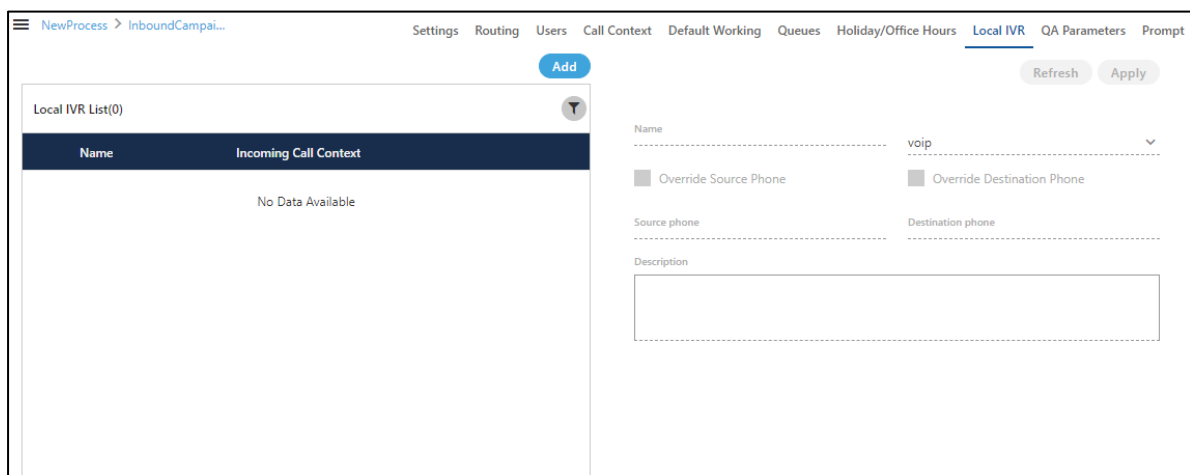 NewProcess > InboundCampai...
Settings Routing Users Call Context Default Working Queues Holiday/Office Hours Local IVR QA Parameters Prompt
Add
Refresh Apply
Local IVR List(0)
Name Incoming Call Context
No Data Available
Name
voip
Override Source Phone Override Destination Phone
Source phone Destination phone
Description